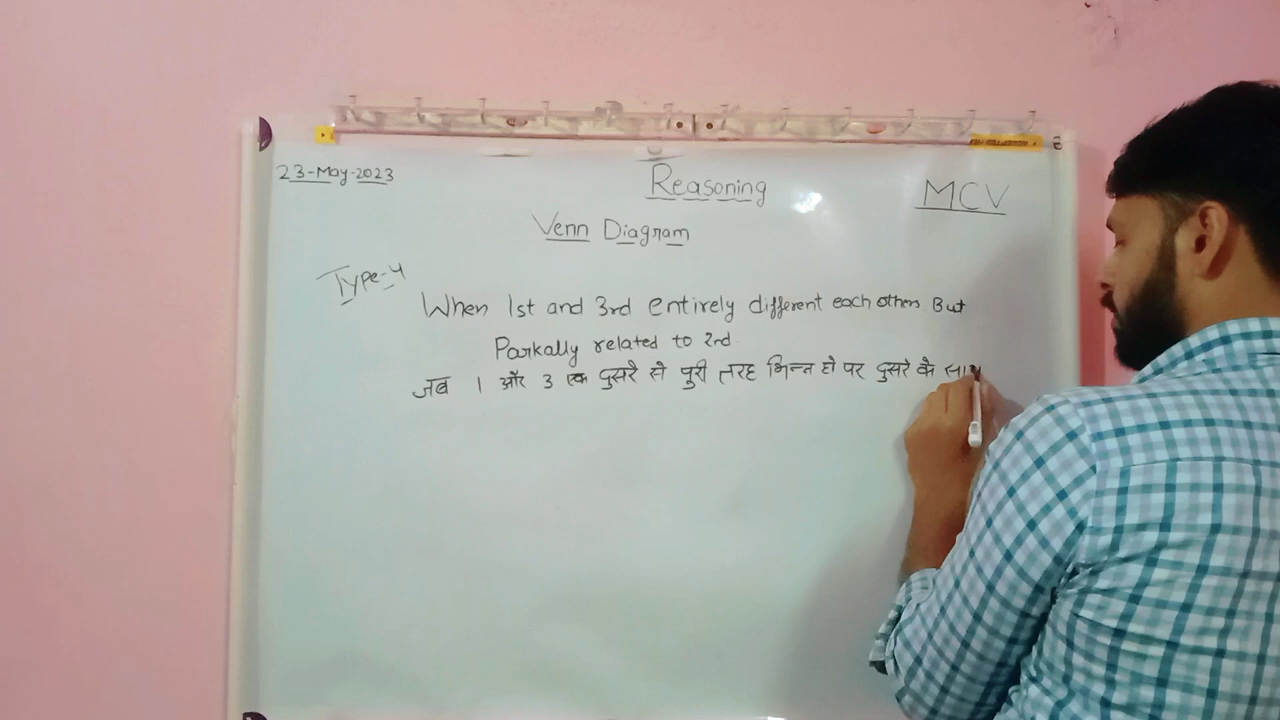 23-May-2023
Reasoning
MCV
Venn Diagram
Type-4
When 1st and 3rd entirely different each others But
Parkally related to 2nd.
जब 1 और 3 एक दुसरे से पुरी तरह भिन्न हो पर दुसरे के साथ